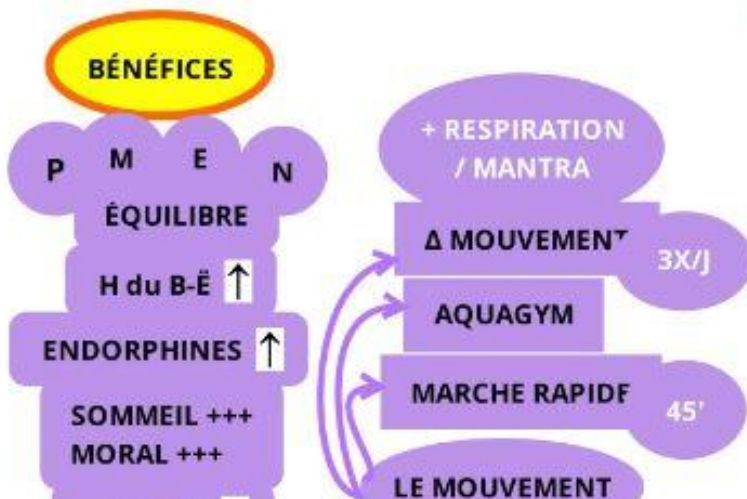 BÉNÉFICES
P M E N
ÉQUILIBRE
H du B-Ë ↑
ENDORPHINES ↑
SOMMEIL +++
MORAL +++
+ RESPIRATION
/ MANTRA
Δ MOUVEMENT
3X/J
AQUAGYM
MARCHE RAPIDE
45'
LE MOUVEMENT